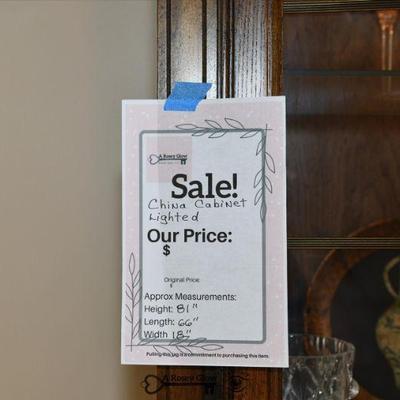 A Rosey Glow
Sale!
China Cabinet
Lighted
Our Price:
$
Original Price:
$
Approx Measurements:
Height: 81"
Length: 66"
Width 18"
Pulling this tag is a commitment to purchasing this item.
A Rosey Glow